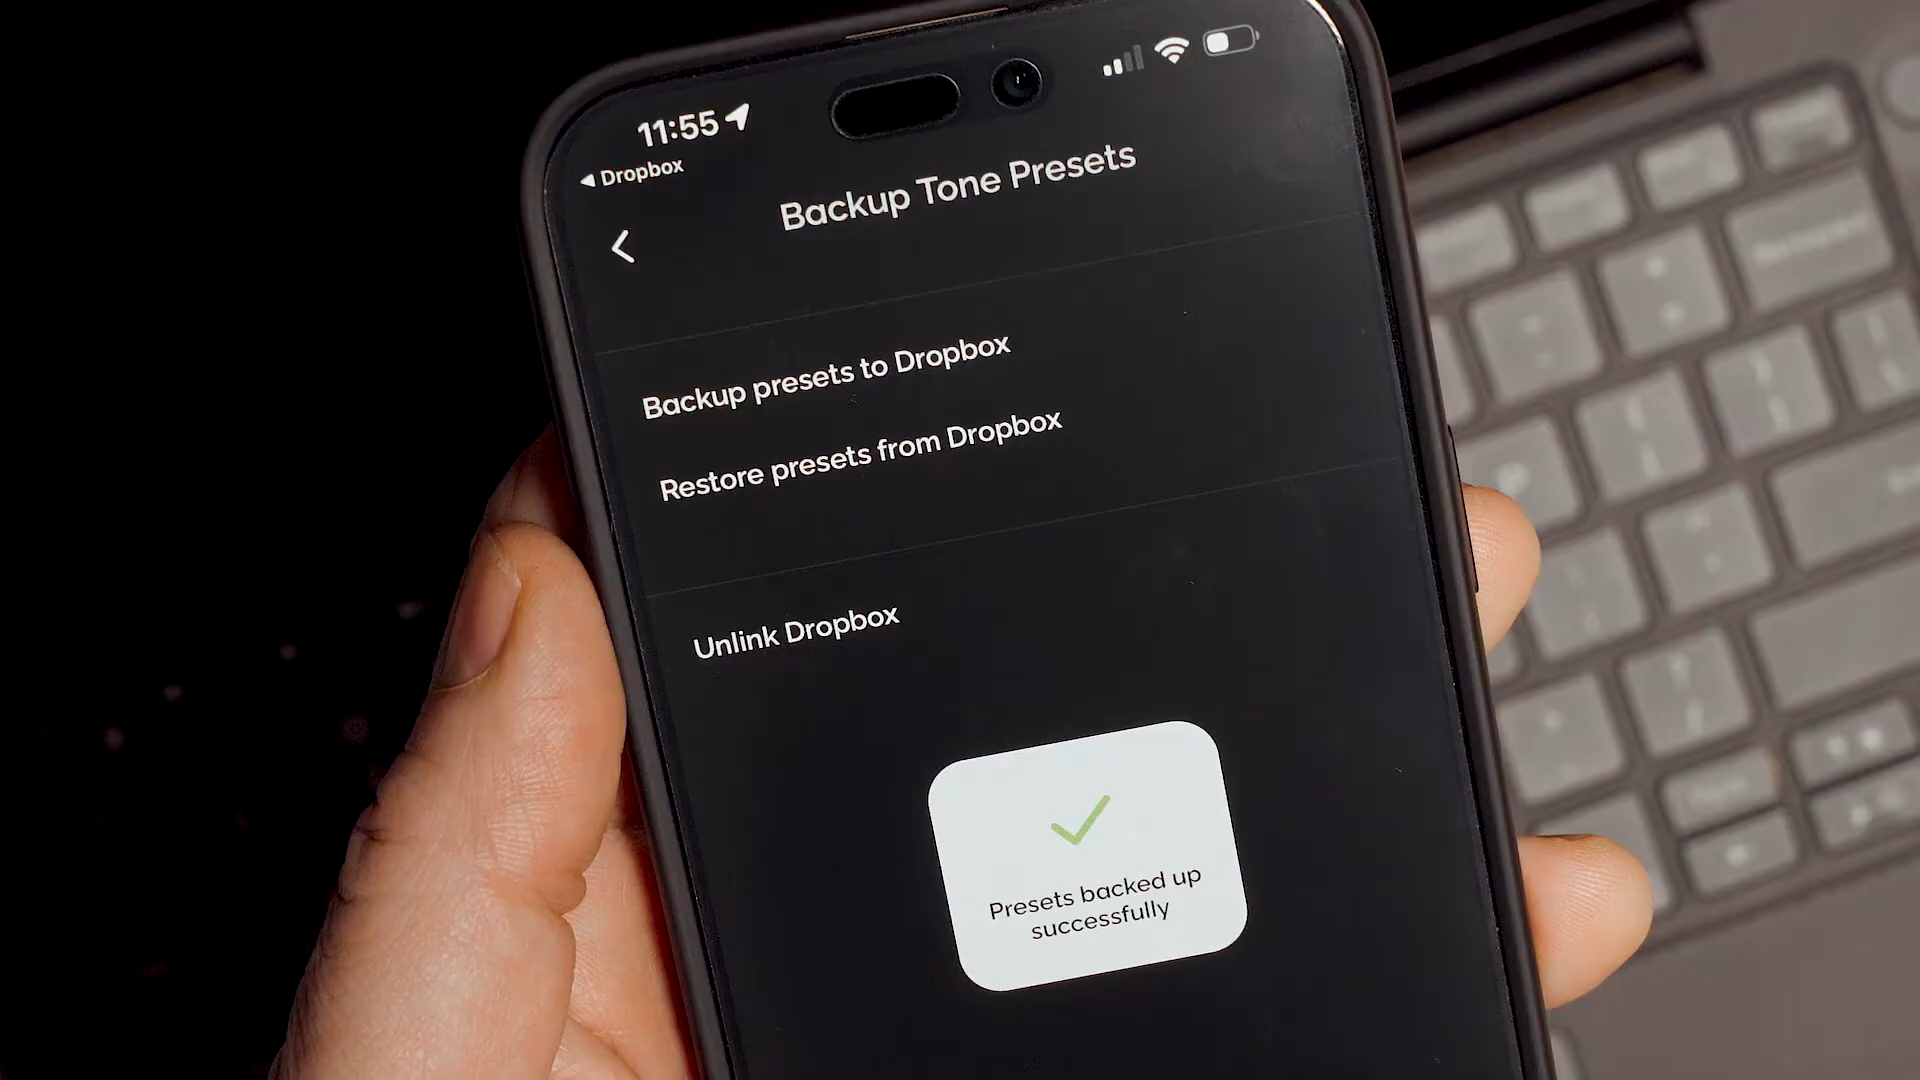 11:55
Dropbox
Backup Tone Presets
Backup presets to Dropbox
Restore presets from Dropbox
Unlink Dropbox
Presets backed up
successfully